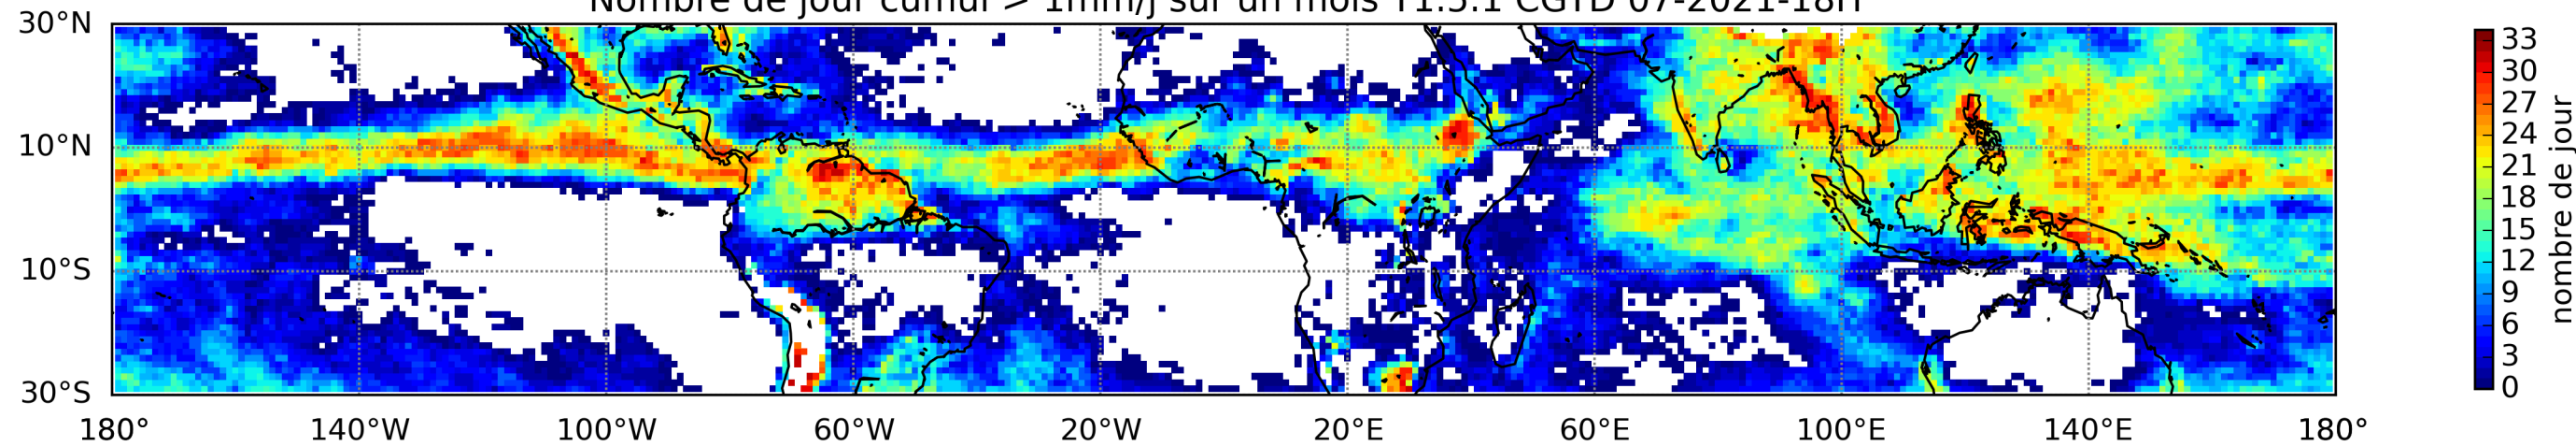 Nombre de jour cumul > 1mm/j sur un mois T1.5.1 CGTD 07-2021-18H
30°N
10°N
10°S
30°S
180° 140°W 100°W 60°W 20°W 20°E 60°E 100°E 140°E 180°
33
30
27
24
21
18
15
12
9
6
3
0
nombre de jour